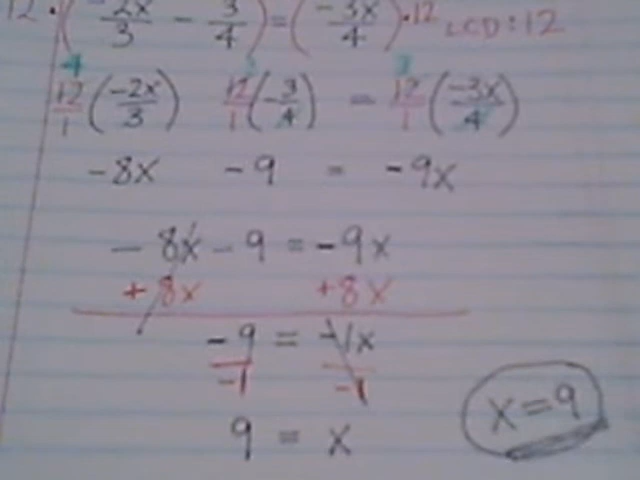 12·(-2x/3 - 3/4) = (-3x/4)·12 LCD:12
4 3 3
12/1(-2x/3) 12/1(-3/4) = 12/1(-3x/4)
-8x -9 = -9x
-8x - 9 = -9x
+8x +8x
-9 = -1x
-1 -1
9 = x
x=9